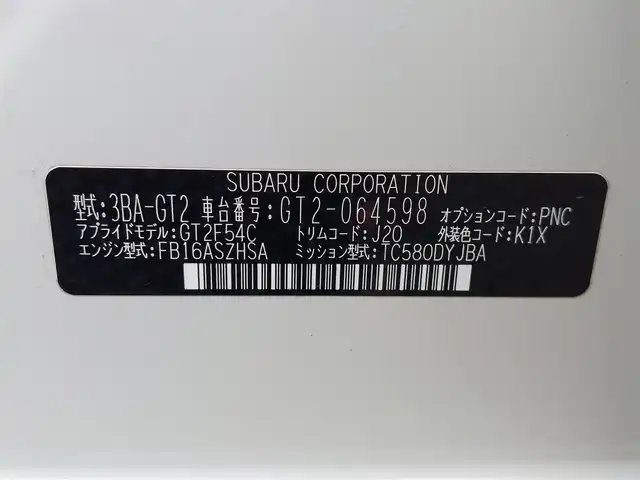 SUBARU CORPORATION
型式:3BA-GT2 車台番号:GT2-064598 オプションコード:PNC
アプライドモデル:GT2F54C トリムコード:J20 外装色コード:K1X
エンジン型式:FB16ASZHSA ミッション型式:TC580DYJBA